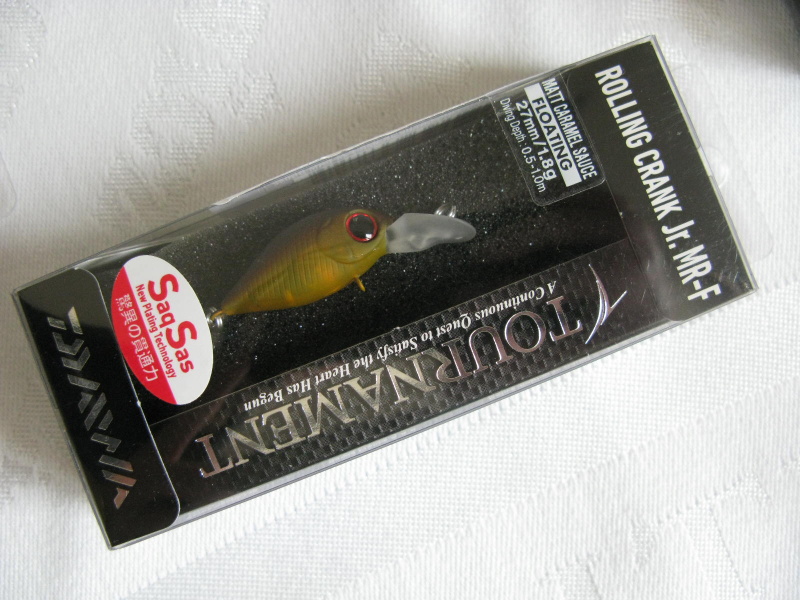 ROLLING CRANK Jr. MR-F
MATT CARAMEL SAUCE
FLOATING
27mm/1.8g
Diving Depth : 0.5-1.0m
TOURNAMENT
A Continuous Quest to Satisfy the Heart Has Begun
SaqSas
New Plating Technology
驚異の貫通力
DAIWA